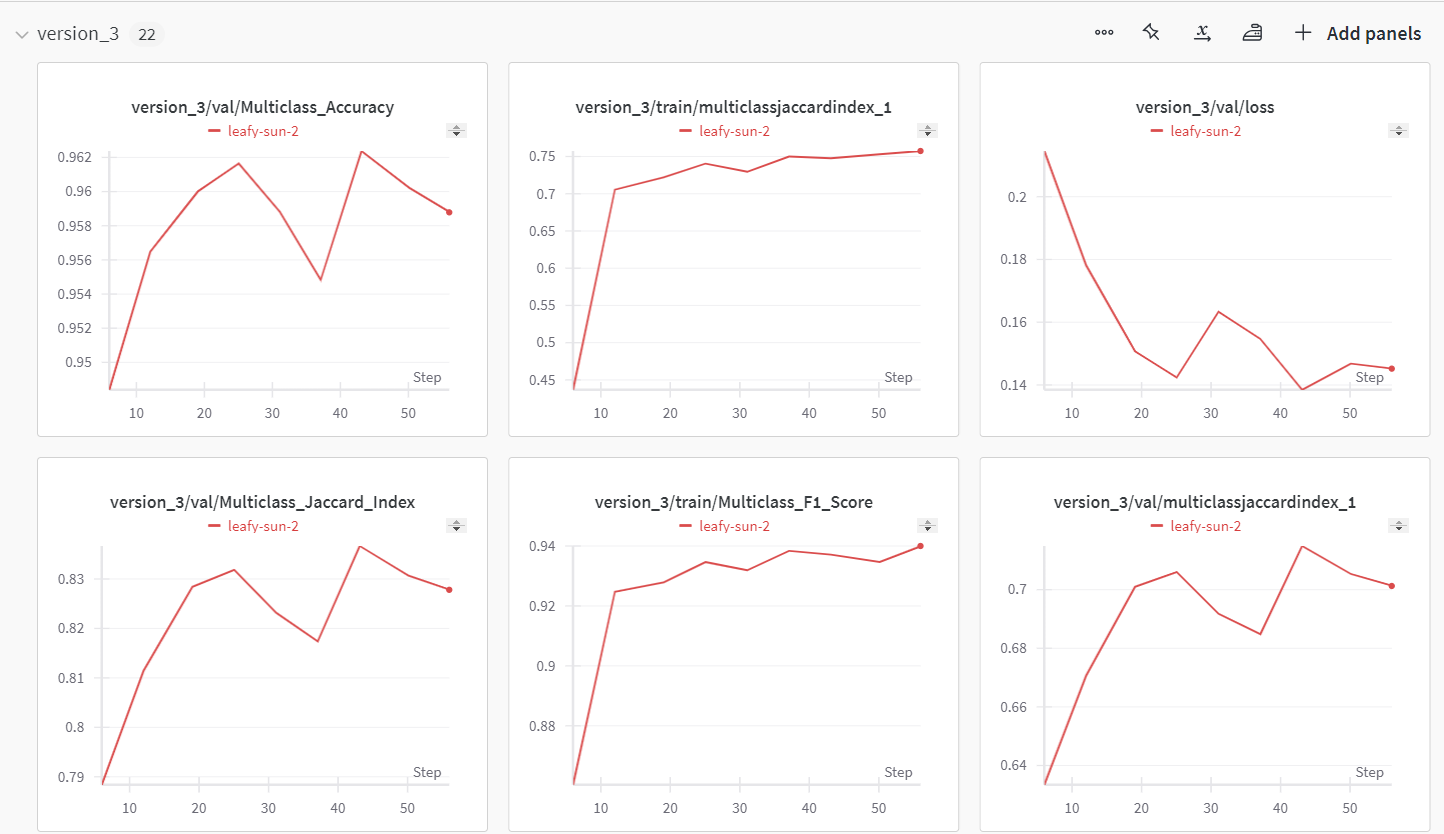 version_3 22 Add panels
version_3/val/Multiclass_Accuracy
leafy-sun-2
0.962
0.96
0.958
0.956
0.954
0.952
0.95
Step
10 20 30 40 50
version_3/train/multiclassjaccardindex_1
leafy-sun-2
0.75
0.7
0.65
0.6
0.55
0.5
0.45
Step
10 20 30 40 50
version_3/val/loss
leafy-sun-2
0.2
0.18
0.16
0.14
Step
10 20 30 40 50
version_3/val/Multiclass_Jaccard_Index
leafy-sun-2
0.83
0.82
0.81
0.8
0.79
Step
10 20 30 40 50
version_3/train/Multiclass_F1_Score
leafy-sun-2
0.94
0.92
0.9
0.88
Step
10 20 30 40 50
version_3/val/multiclassjaccardindex_1
leafy-sun-2
0.7
0.68
0.66
0.64
Step
10 20 30 40 50